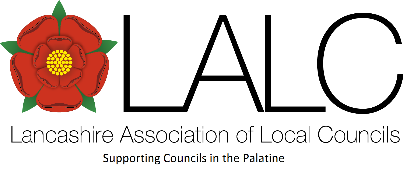 LALC
Lancashire Association of Local Councils
Supporting Councils in the Palatine